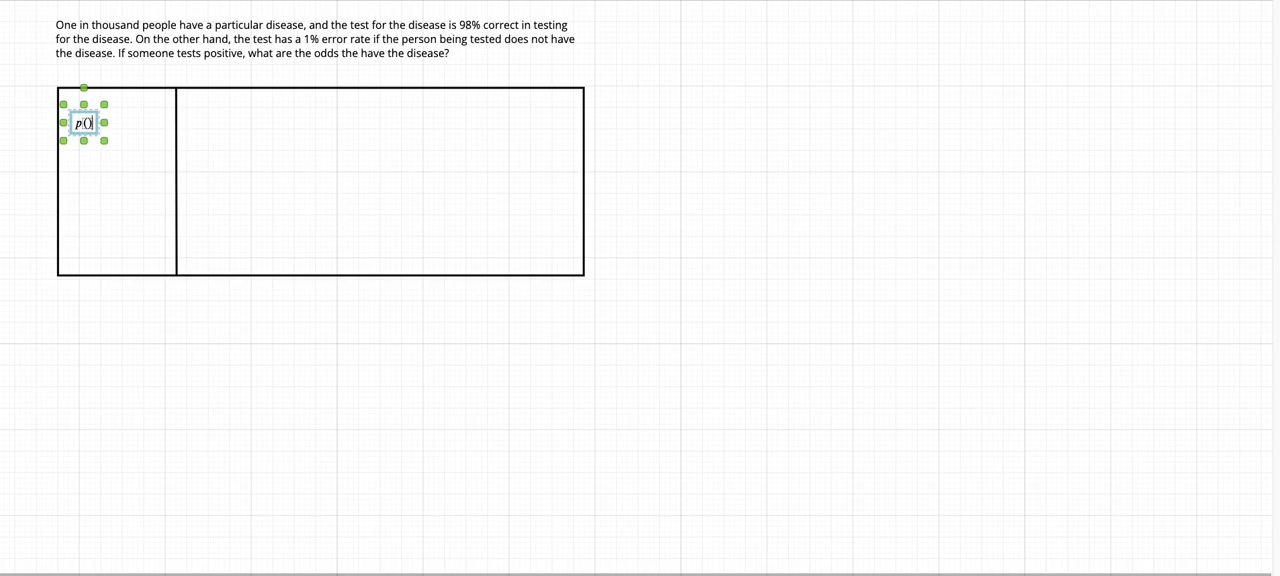 One in thousand people have a particular disease, and the test for the disease is 98% correct in testing
for the disease. On the other hand, the test has a 1% error rate if the person being tested does not have
the disease. If someone tests positive, what are the odds the have the disease?
p()